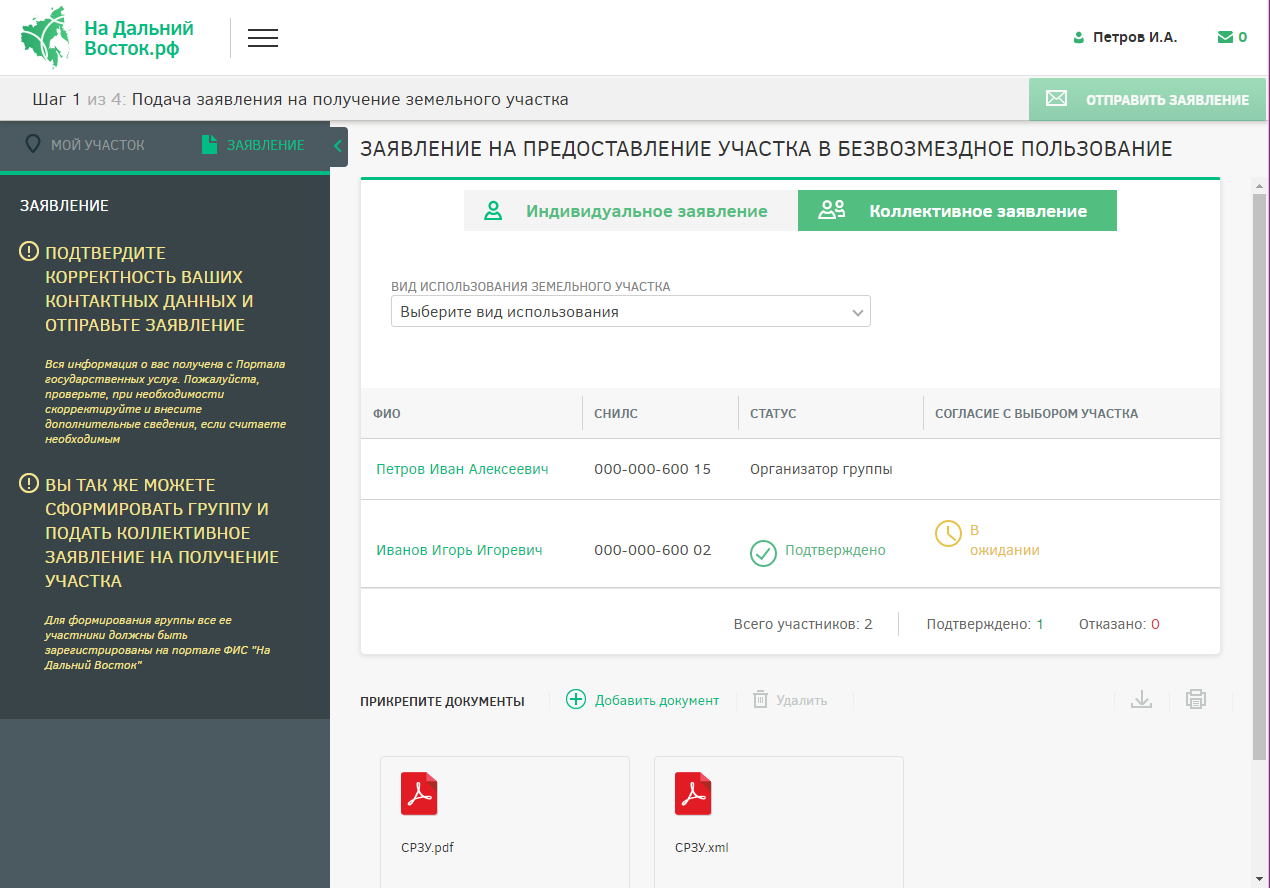 На Дальний
Восток.рф
Петров И.А.
0
Шаг 1 из 4: Подача заявления на получение земельного участка
ОТПРАВИТЬ ЗАЯВЛЕНИЕ
МОЙ УЧАСТОК
ЗАЯВЛЕНИЕ
ЗАЯВЛЕНИЕ
ПОДТВЕРДИТЕ
КОРРЕКТНОСТЬ ВАШИХ
КОНТАКТНЫХ ДАННЫХ И
ОТПРАВЬТЕ ЗАЯВЛЕНИЕ
Вся информация о вас получена с Портала
государственных услуг. Пожалуйста,
проверьте, при необходимости
скорректируйте и внесите
дополнительные сведения, если считаете
необходимым
ВЫ ТАК ЖЕ МОЖЕТЕ
СФОРМИРОВАТЬ ГРУППУ И
ПОДАТЬ КОЛЛЕКТИВНОЕ
ЗАЯВЛЕНИЕ НА ПОЛУЧЕНИЕ
УЧАСТКА
Для формирования группы все ее
участники должны быть
зарегистрированы на портале ФИС "На
Дальний Восток"
ЗАЯВЛЕНИЕ НА ПРЕДОСТАВЛЕНИЕ УЧАСТКА В БЕЗВОЗМЕЗДНОЕ ПОЛЬЗОВАНИЕ
Индивидуальное заявление
Коллективное заявление
ВИД ИСПОЛЬЗОВАНИЯ ЗЕМЕЛЬНОГО УЧАСТКА
Выберите вид использования
ФИО
СНИЛС
СТАТУС
СОГЛАСИЕ С ВЫБОРОМ УЧАСТКА
Петров Иван Алексеевич
000-000-600 15
Организатор группы
Иванов Игорь Игоревич
000-000-600 02
Подтверждено
В
ожидании
Всего участников: 2
Подтверждено: 1
Отказано: 0
ПРИКРЕПИТЕ ДОКУМЕНТЫ
Добавить документ
Удалить
СРЗУ.pdf
СРЗУ.xml